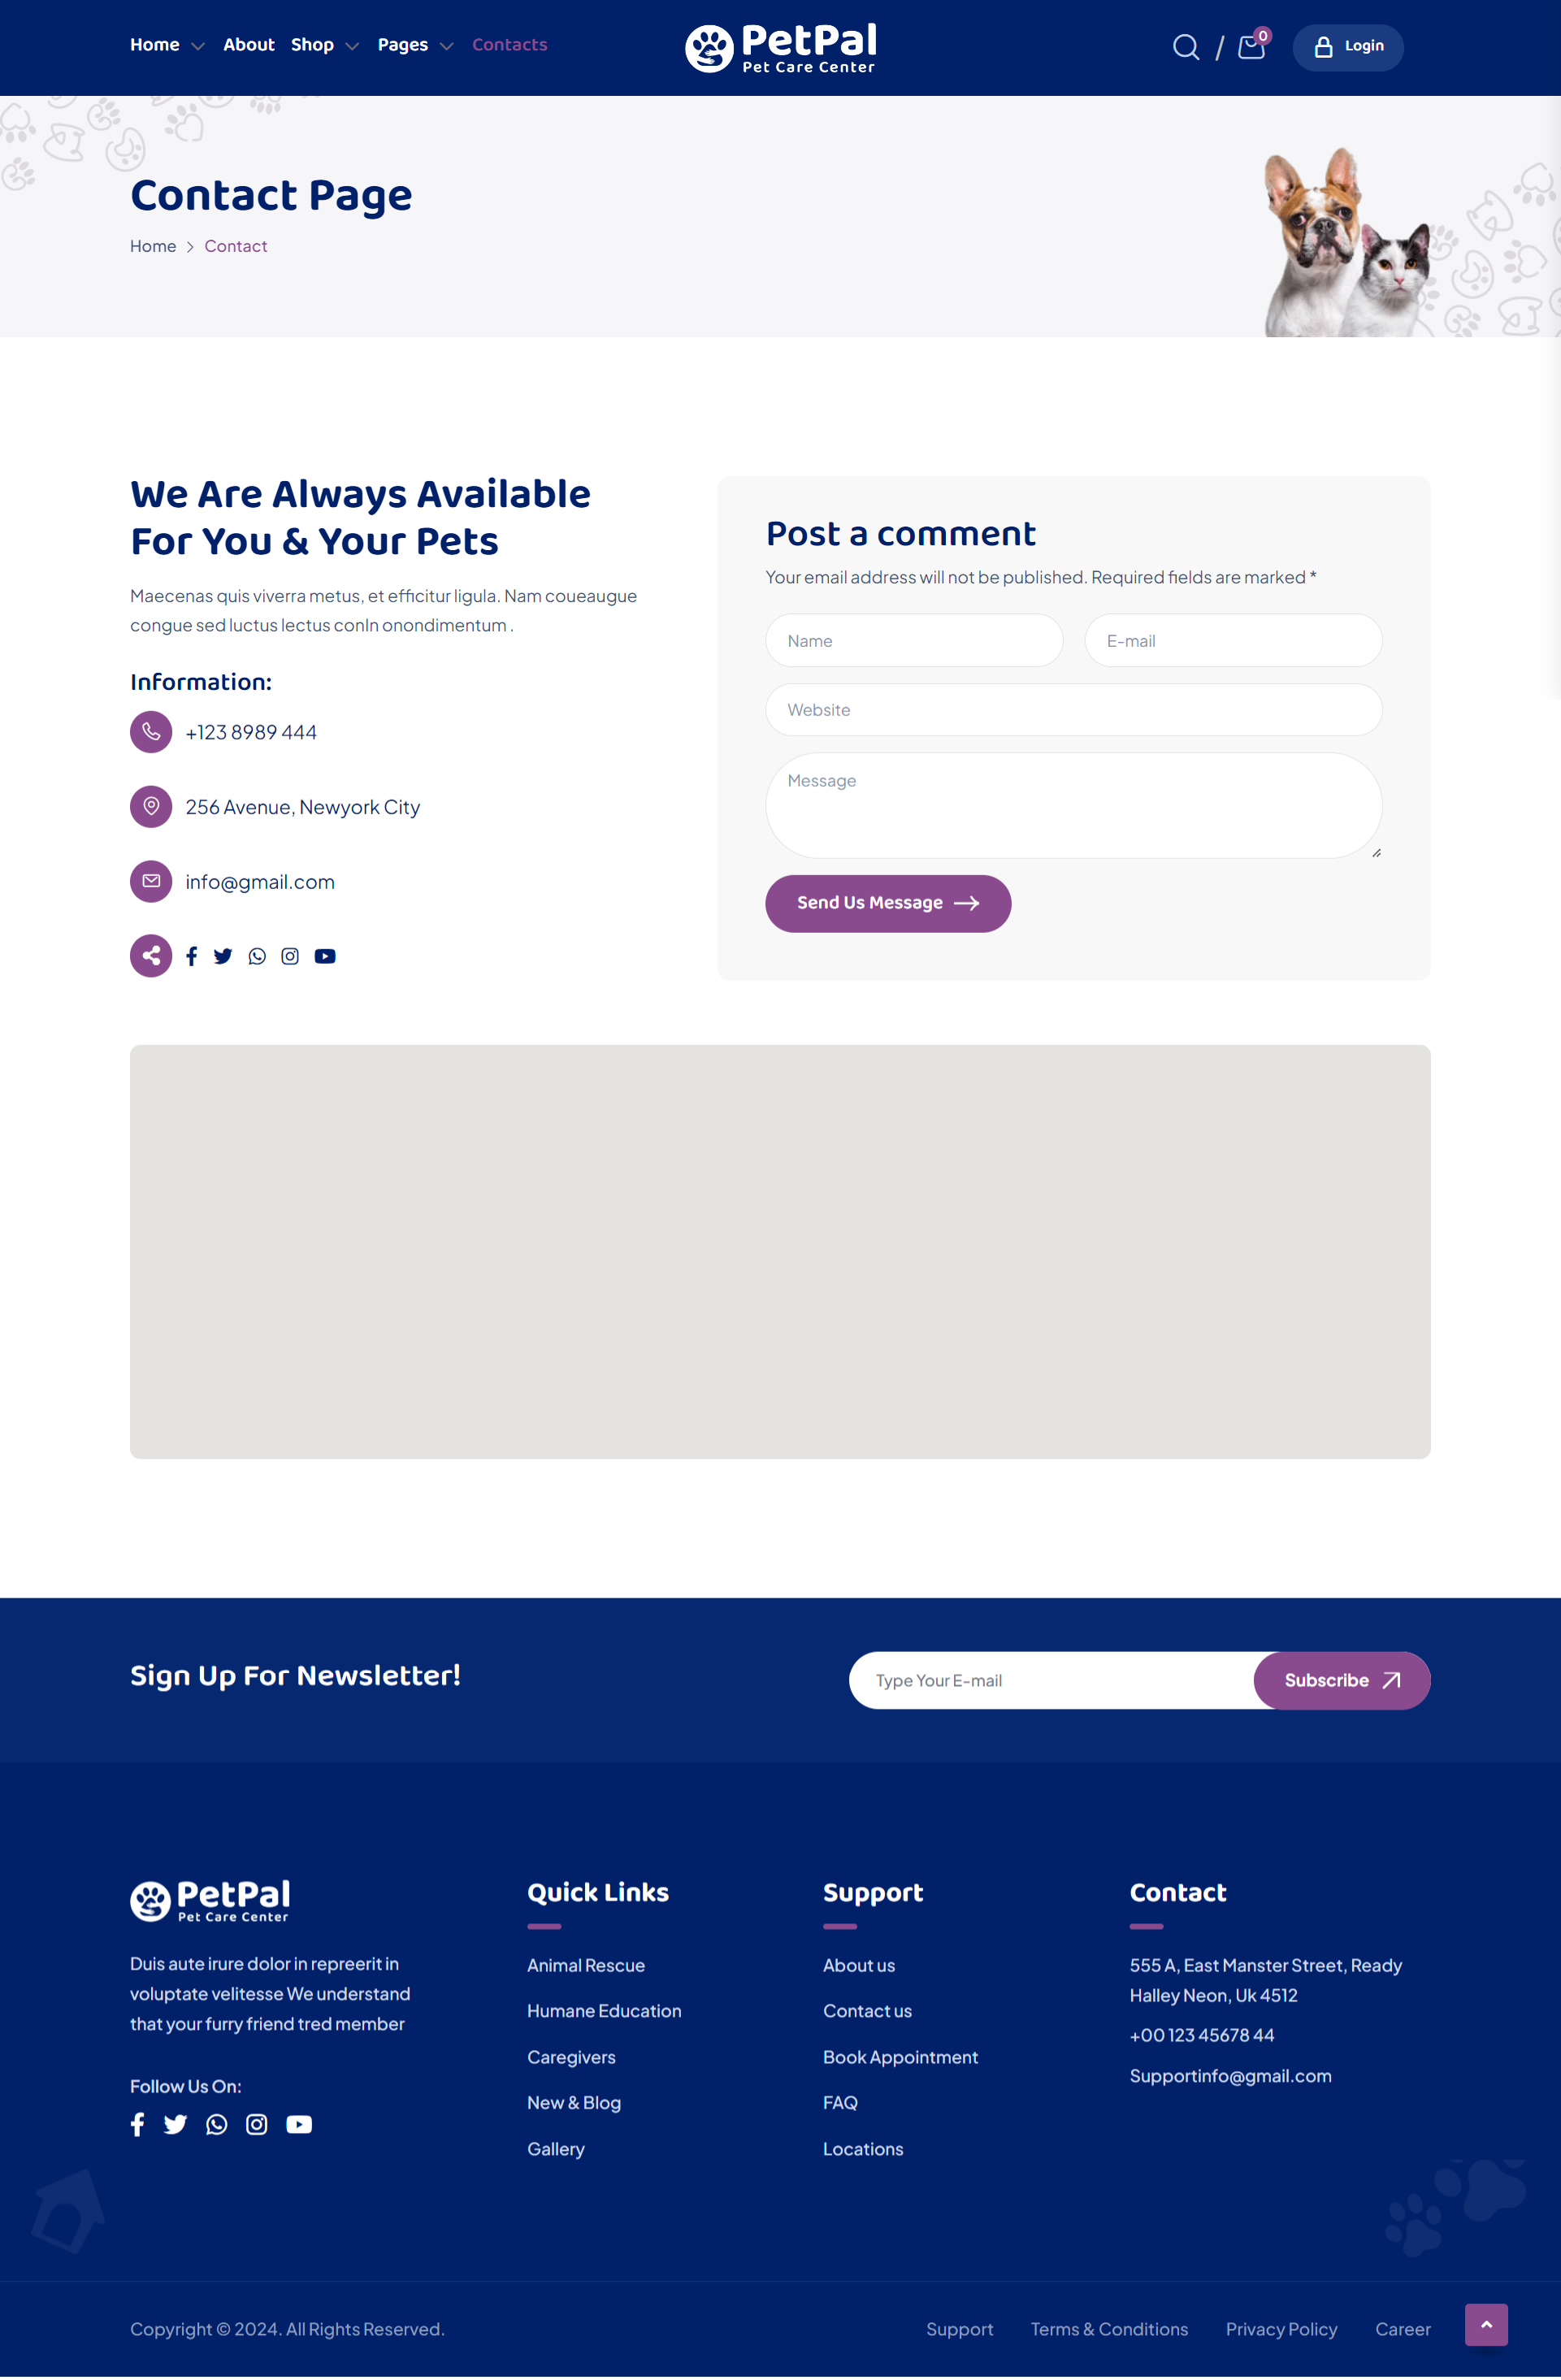 Home
About
Shop
Pages
Contacts
PetPal
Pet Care Center
0
Login
Contact Page
Home
Contact
We Are Always Available
For You & Your Pets
Maecenas quis viverra metus, et efficitur ligula. Nam coueaugue
congue sed luctus lectus conIn onondimentum .
Information:
+123 8989 444
256 Avenue, Newyork City
info@gmail.com
Post a comment
Your email address will not be published. Required fields are marked *
Name
E-mail
Website
Message
Send Us Message
Sign Up For Newsletter!
Type Your E-mail
Subscribe
PetPal
Pet Care Center
Duis aute irure dolor in repreerit in
voluptate velitesse We understand
that your furry friend tred member
Follow Us On:
Quick Links
Animal Rescue
Humane Education
Caregivers
New & Blog
Gallery
Support
About us
Contact us
Book Appointment
FAQ
Locations
Contact
555 A, East Manster Street, Ready
Halley Neon, Uk 4512
+00 123 45678 44
Supportinfo@gmail.com
Copyright © 2024. All Rights Reserved.
Support
Terms & Conditions
Privacy Policy
Career